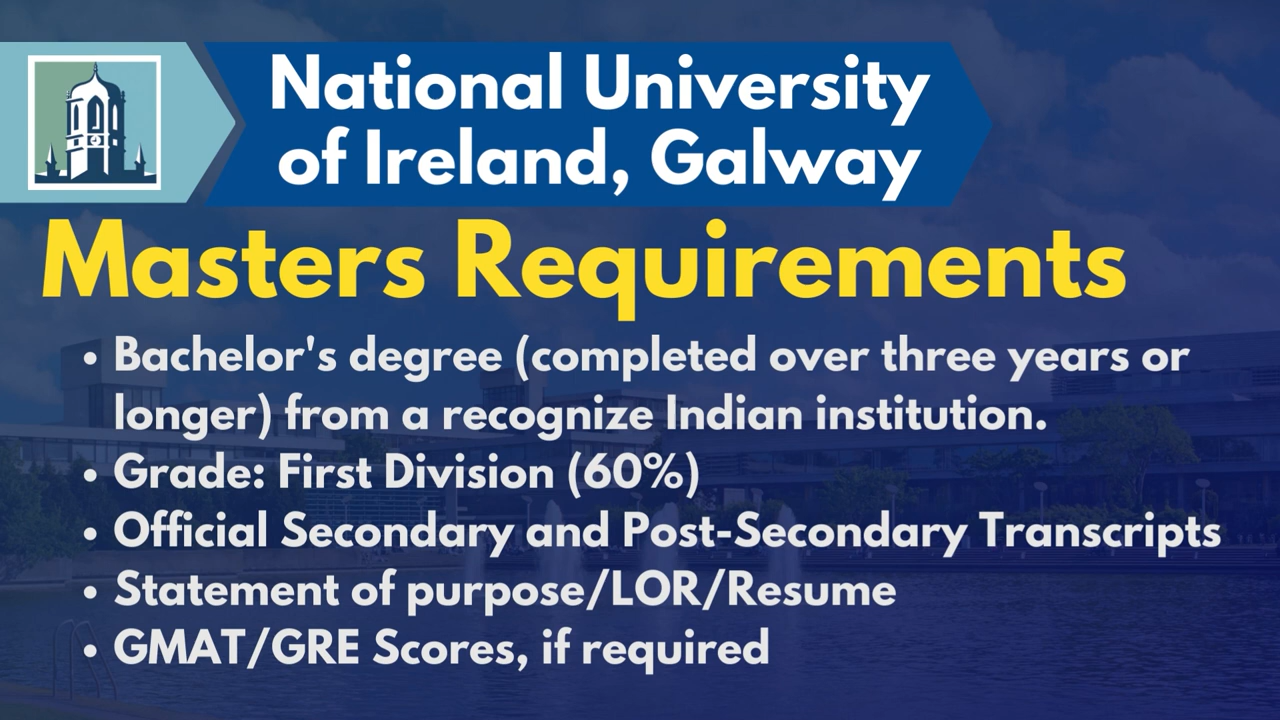 National University
of Ireland, Galway
Masters Requirements
• Bachelor's degree (completed over three years or
longer) from a recognize Indian institution.
• Grade: First Division (60%)
• Official Secondary and Post-Secondary Transcripts
• Statement of purpose/LOR/Resume
• GMAT/GRE Scores, if required